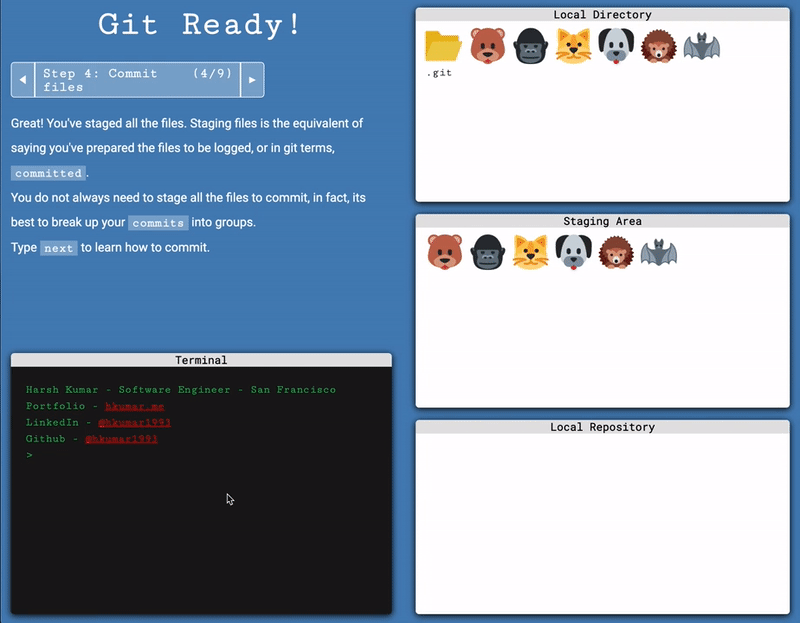 Git Ready!
Step 4: Commit files (4/9)
Great! You've staged all the files. Staging files is the equivalent of
saying you've prepared the files to be logged, or in git terms,
committed.
You do not always need to stage all the files to commit, in fact, its
best to break up your commits into groups.
Type next to learn how to commit.
Terminal
Harsh Kumar - Software Engineer - San Francisco
Portfolio - hkumar.me
LinkedIn - @hkumar1993
Github - @hkumar1993
>
Local Directory
.git
Staging Area
Local Repository